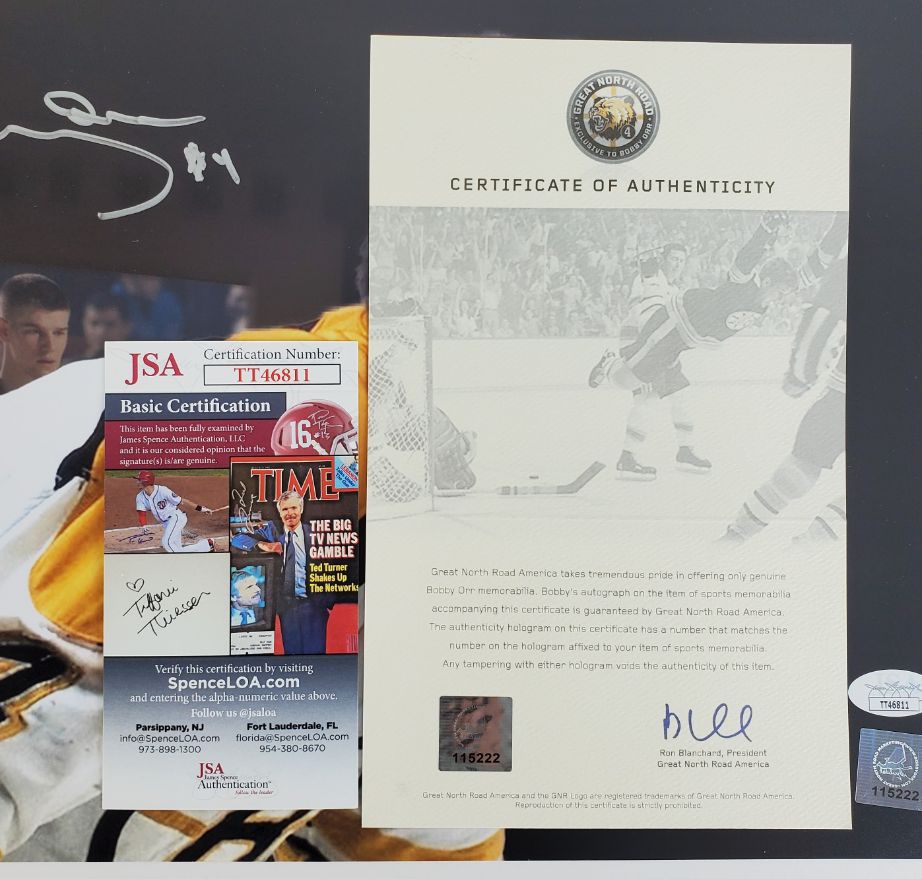 #4
JSA
Certification Number:
TT46811
Basic Certification
This item has been fully examined by
James Spence Authentication, LLC
and it is our considered opinion that the
signature(s) is/are genuine.
16
TIME
THE BIG
TV NEWS
GAMBLE
Ted Turner
Shakes Up
The Networks
Tiffani
Thiessen
Verify this certification by visiting
SpenceLOA.com
and entering the alpha-numeric value above.
Follow us @jsaloa
Parsippany, NJ
info@SpenceLOA.com
973-898-1300
Fort Lauderdale, FL
florida@SpenceLOA.com
954-380-8670
JSA
James Spence
Authentication
Follow the leader
GREAT NORTH ROAD
4
EXCLUSIVE TO BOBBY ORR
CERTIFICATE OF AUTHENTICITY
Great North Road America takes tremendous pride in offering only genuine
Bobby Orr memorabilia. Bobby's autograph on the item of sports memorabilia
accompanying this certificate is guaranteed by Great North Road America.
The authenticity hologram on this certificate has a number that matches the
number on the hologram affixed to your item of sports memorabilia.
Any tampering with either hologram voids the authenticity of this item.
115222
Ron Blanchard, President
Great North Road America
Great North Road America and the GNR Logo are registered trademarks of Great North Road America.
Reproduction of this certificate is strictly prohibited.
TT46811
115222